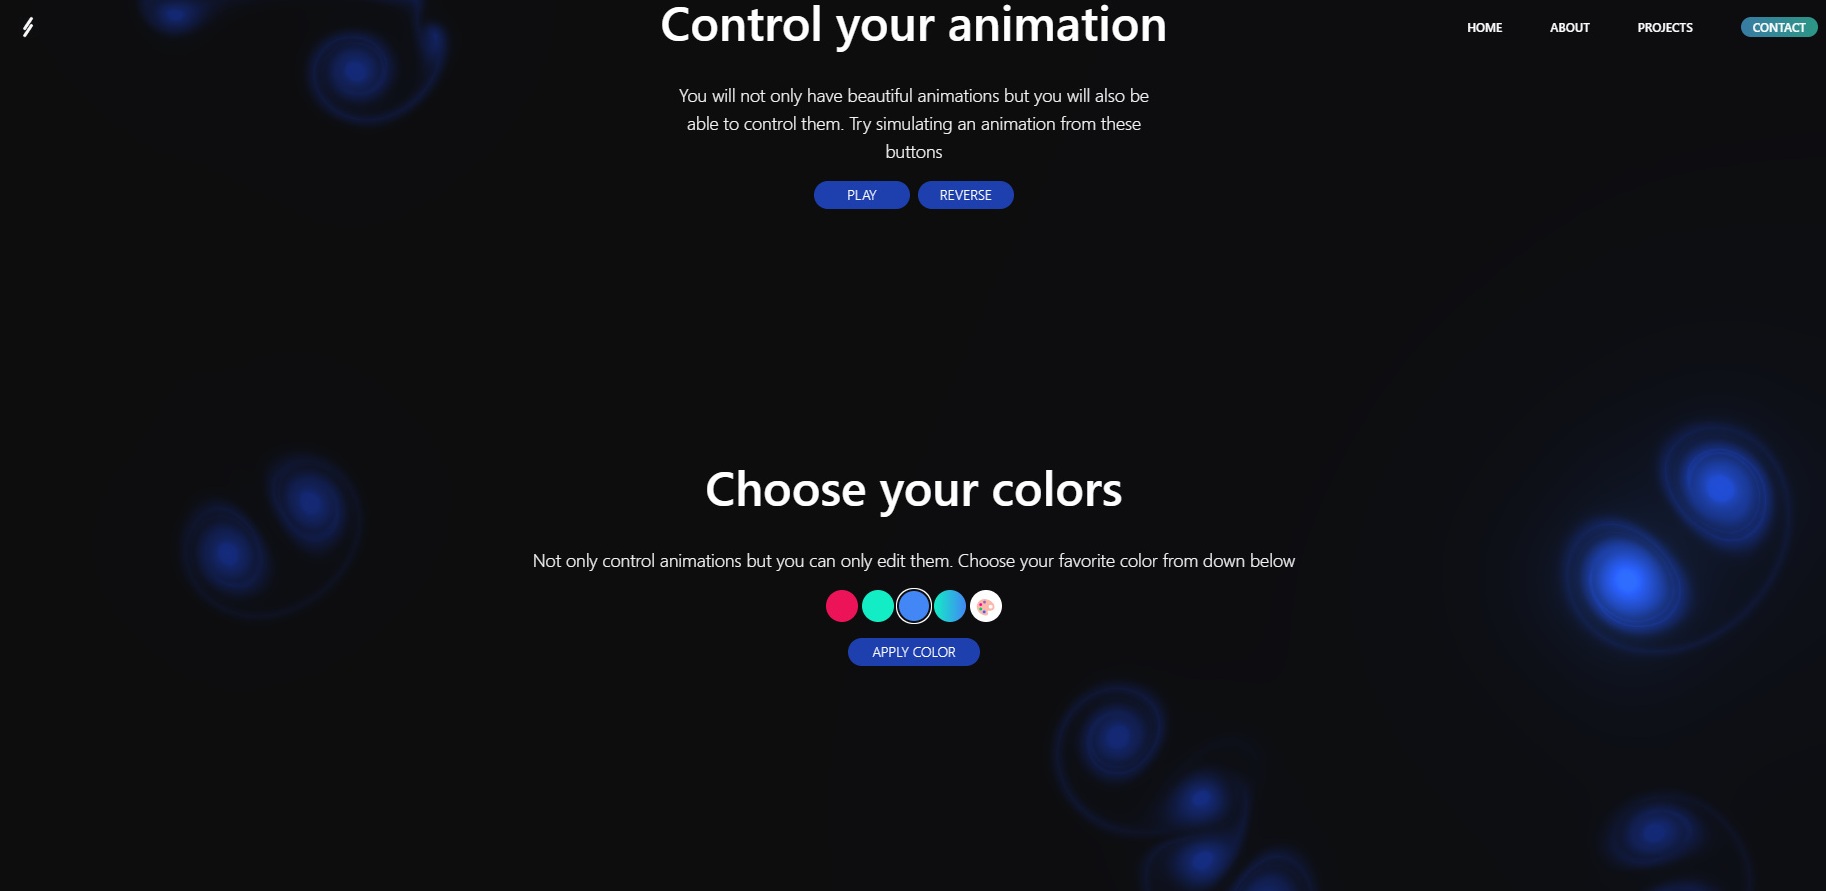 Control your animation
HOME
ABOUT
PROJECTS
CONTACT
You will not only have beautiful animations but you will also be
able to control them. Try simulating an animation from these
buttons
PLAY
REVERSE
Choose your colors
Not only control animations but you can only edit them. Choose your favorite color from down below
APPLY COLOR